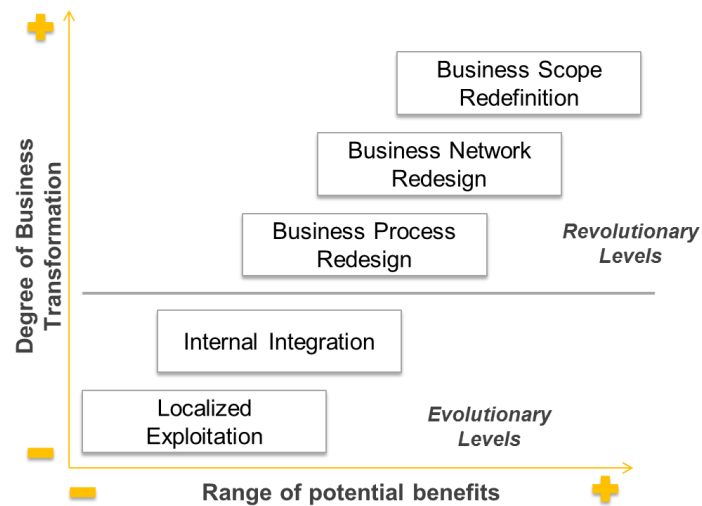 Business Scope
Redefinition
Business Network
Redesign
Business Process
Redesign
Revolutionary
Levels
Internal Integration
Localized
Exploitation
Evolutionary
Levels
Degree of Business
Transformation
Range of potential benefits